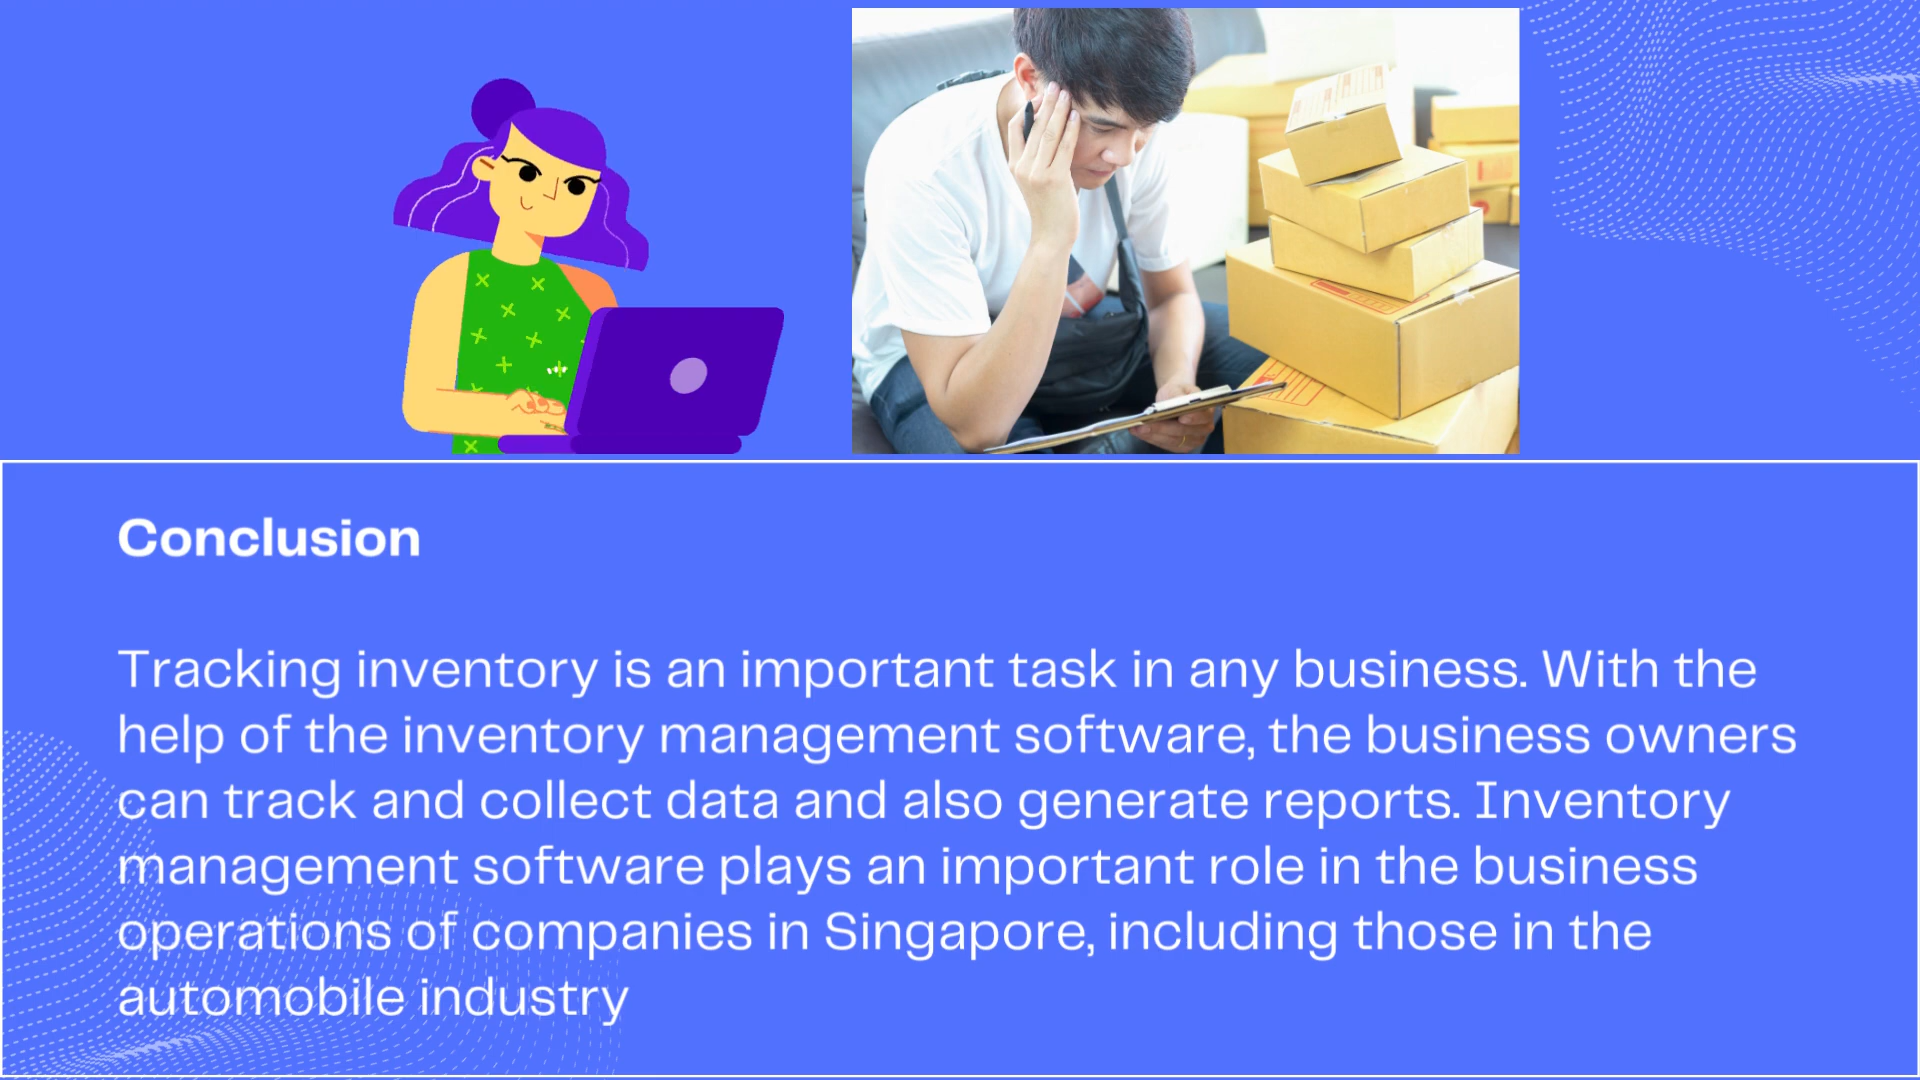 Conclusion
Tracking inventory is an important task in any business. With the
help of the inventory management software, the business owners
can track and collect data and also generate reports. Inventory
management software plays an important role in the business
operations of companies in Singapore, including those in the
automobile industry